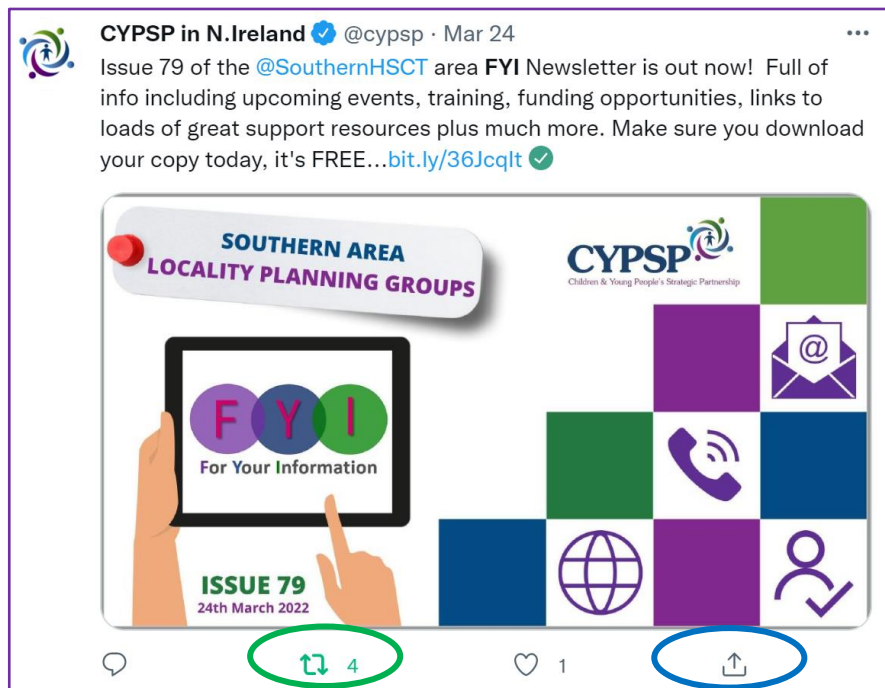 CYPSP in N.Ireland @cypsp · Mar 24
Issue 79 of the @SouthernHSCT area FYI Newsletter is out now! Full of
info including upcoming events, training, funding opportunities, links to
loads of great support resources plus much more. Make sure you download
your copy today, it's FREE...bit.ly/36JcqIt
SOUTHERN AREA
LOCALITY PLANNING GROUPS
CYPSP
Children & Young People's Strategic Partnership
@
F Y I
For Your Information
ISSUE 79
24th March 2022
4 1